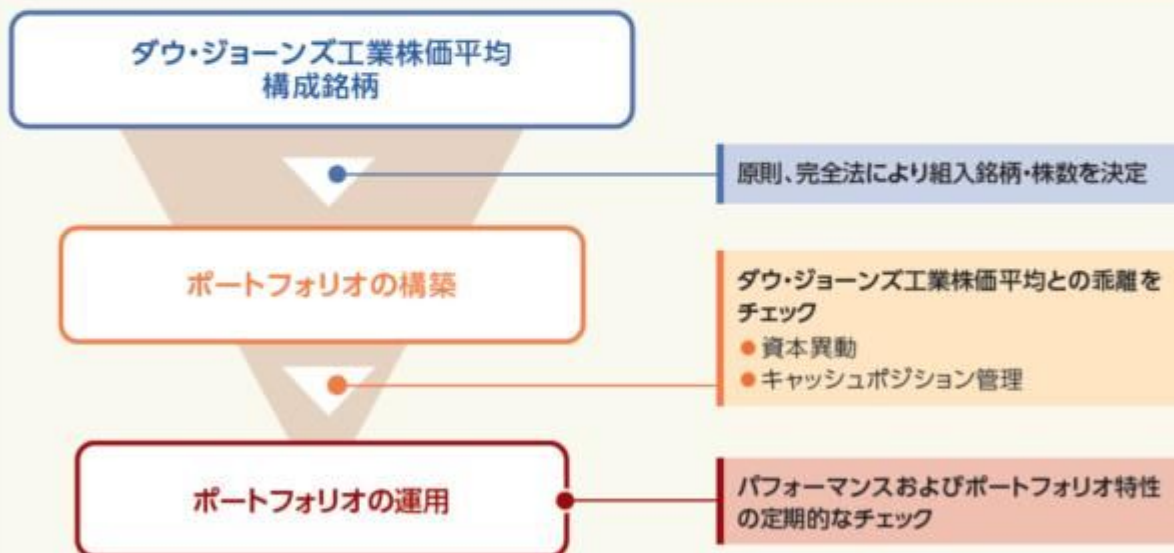 ダウ・ジョーンズ工業株価平均
構成銘柄
原則、完全法により組入銘柄・株数を決定
ポートフォリオの構築
ダウ・ジョーンズ工業株価平均との乖離を
チェック
●資本異動
●キャッシュポジション管理
ポートフォリオの運用
パフォーマンスおよびポートフォリオ特性
の定期的なチェック